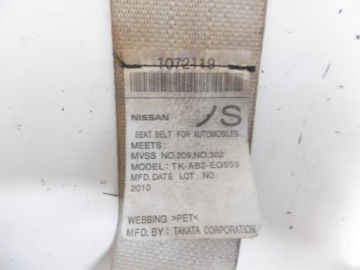 1072119
NISSAN
S
SEAT BELT FOR AUTOMOBILES
MEETS:
MVSS NO.209,NO.302
MODEL: TK-AB2-EG559
MFD.DATE LOT NO
2010
WEBBING >PET<
MFD. BY: TAKATA CORPORATION